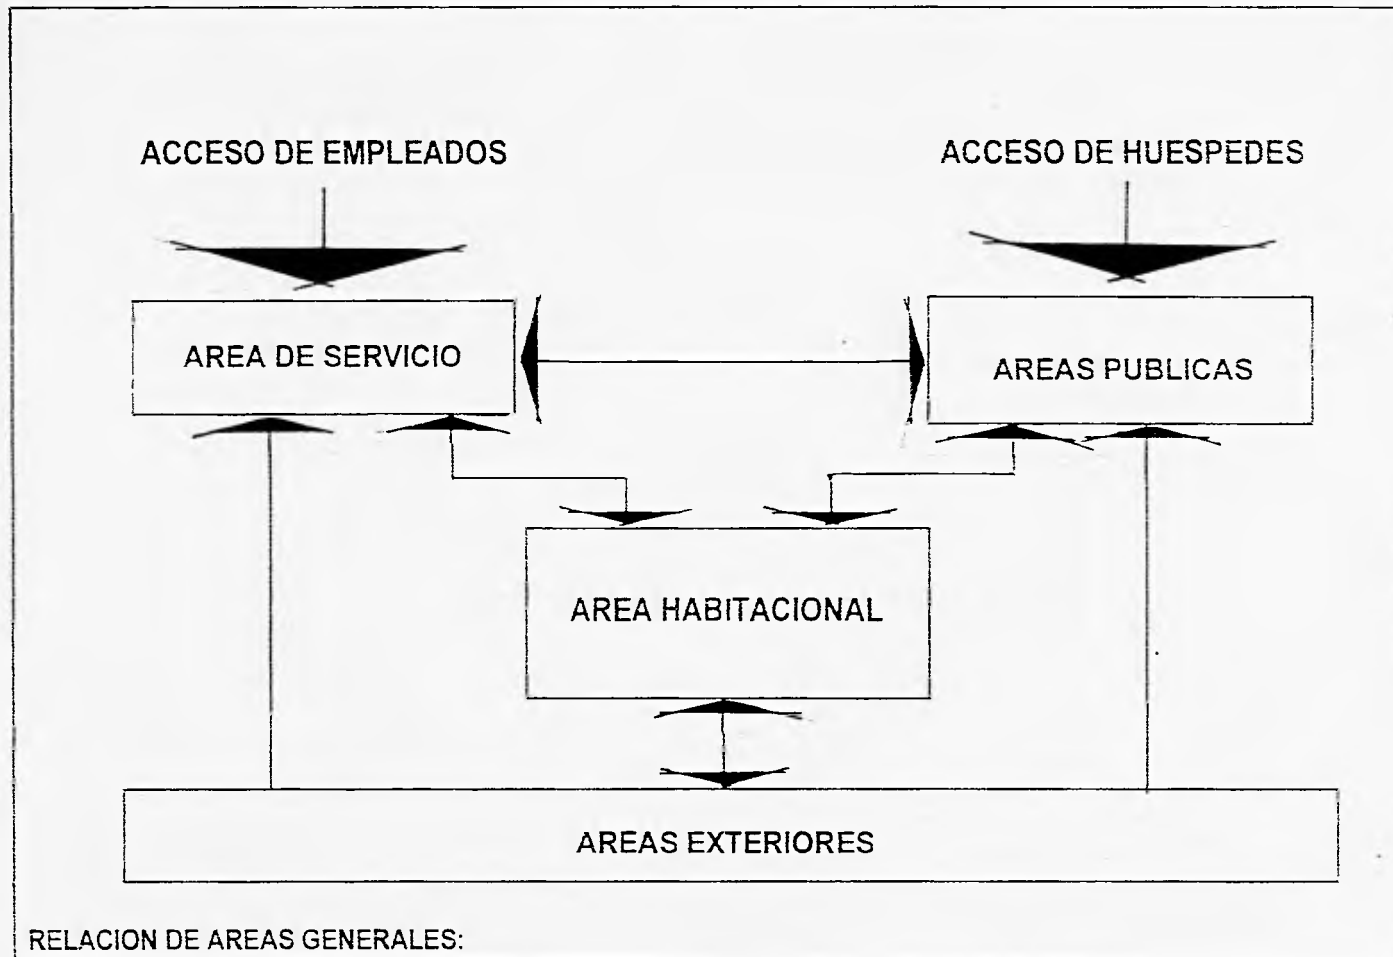 ACCESO DE EMPLEADOS
ACCESO DE HUESPEDES
AREA DE SERVICIO
AREAS PUBLICAS
AREA HABITACIONAL
AREAS EXTERIORES
RELACION DE AREAS GENERALES: